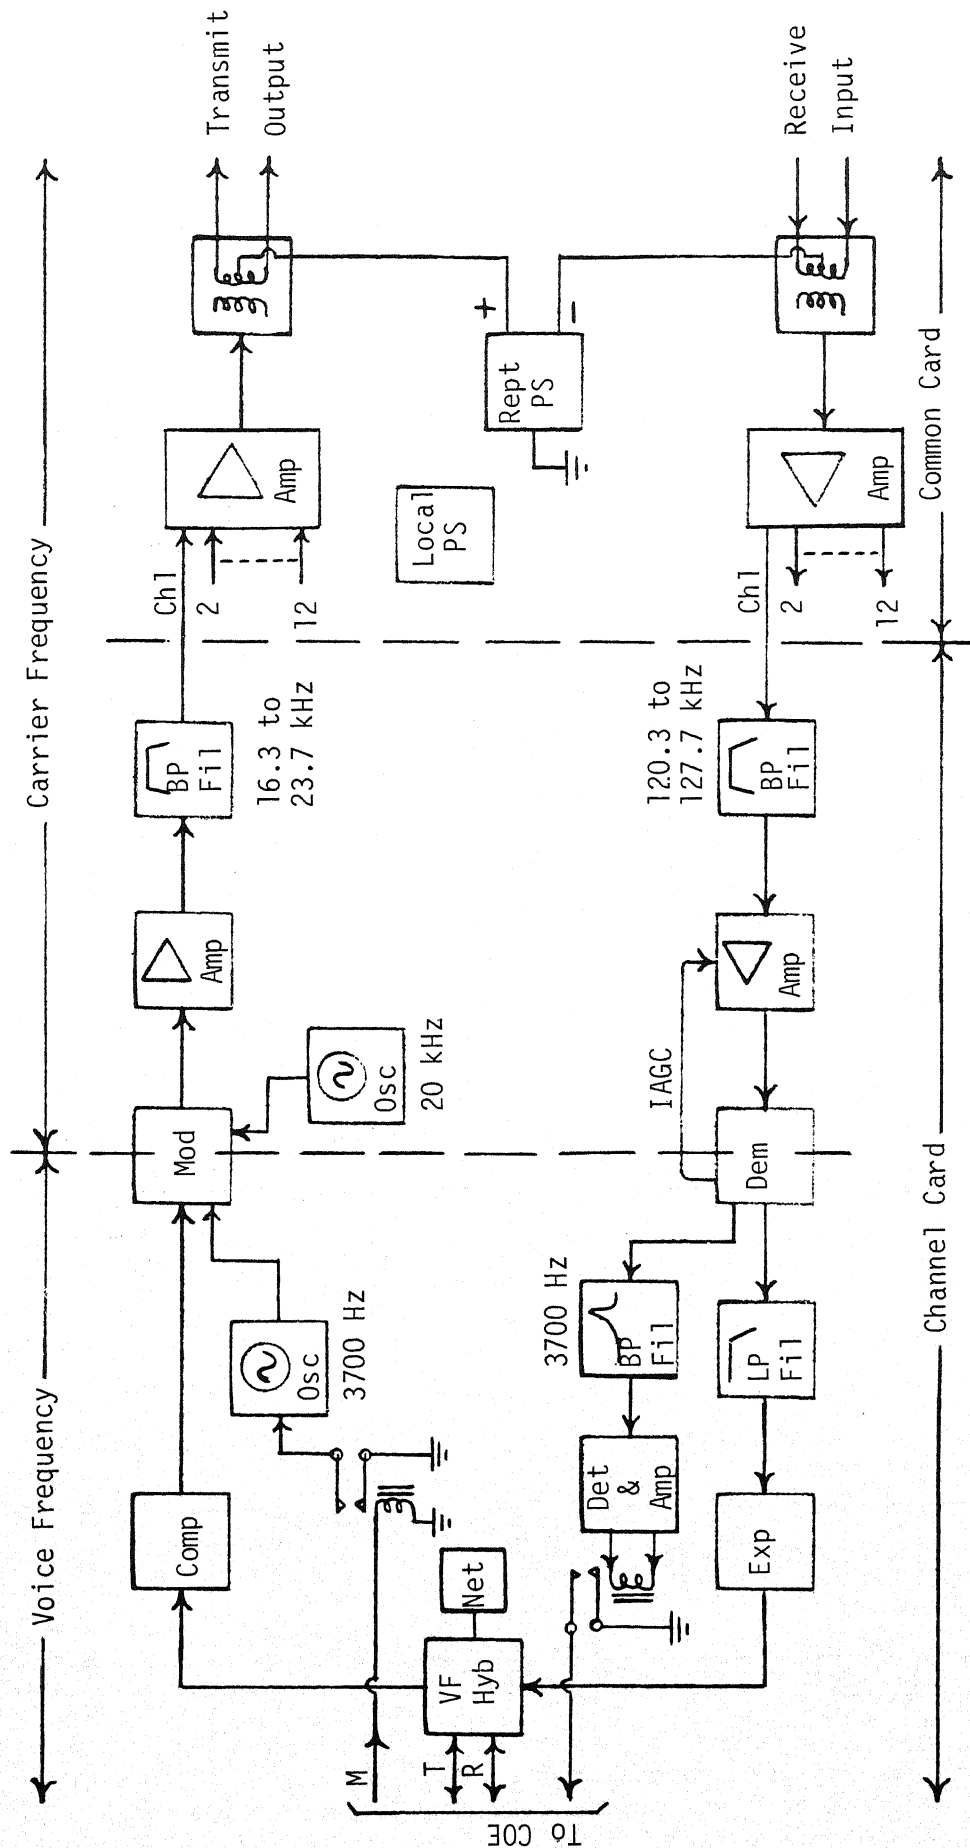 Voice Frequency
Carrier Frequency
Comp
Mod
Amp
BP
Fil
16.3 to
23.7 kHz
Ch1
2
12
Amp
Transmit
Output
Osc
3700 Hz
Osc
20 kHz
Local
PS
Rept
PS
+
−
To COE
M
T
R
VF
Hyb
Net
Det
&
Amp
3700 Hz
BP
Fil
IAGC
Exp
LP
Fil
Dem
Amp
BP
Fil
120.3 to
127.7 kHz
Ch1
2
12
Amp
Receive
Input
Channel Card
Common Card